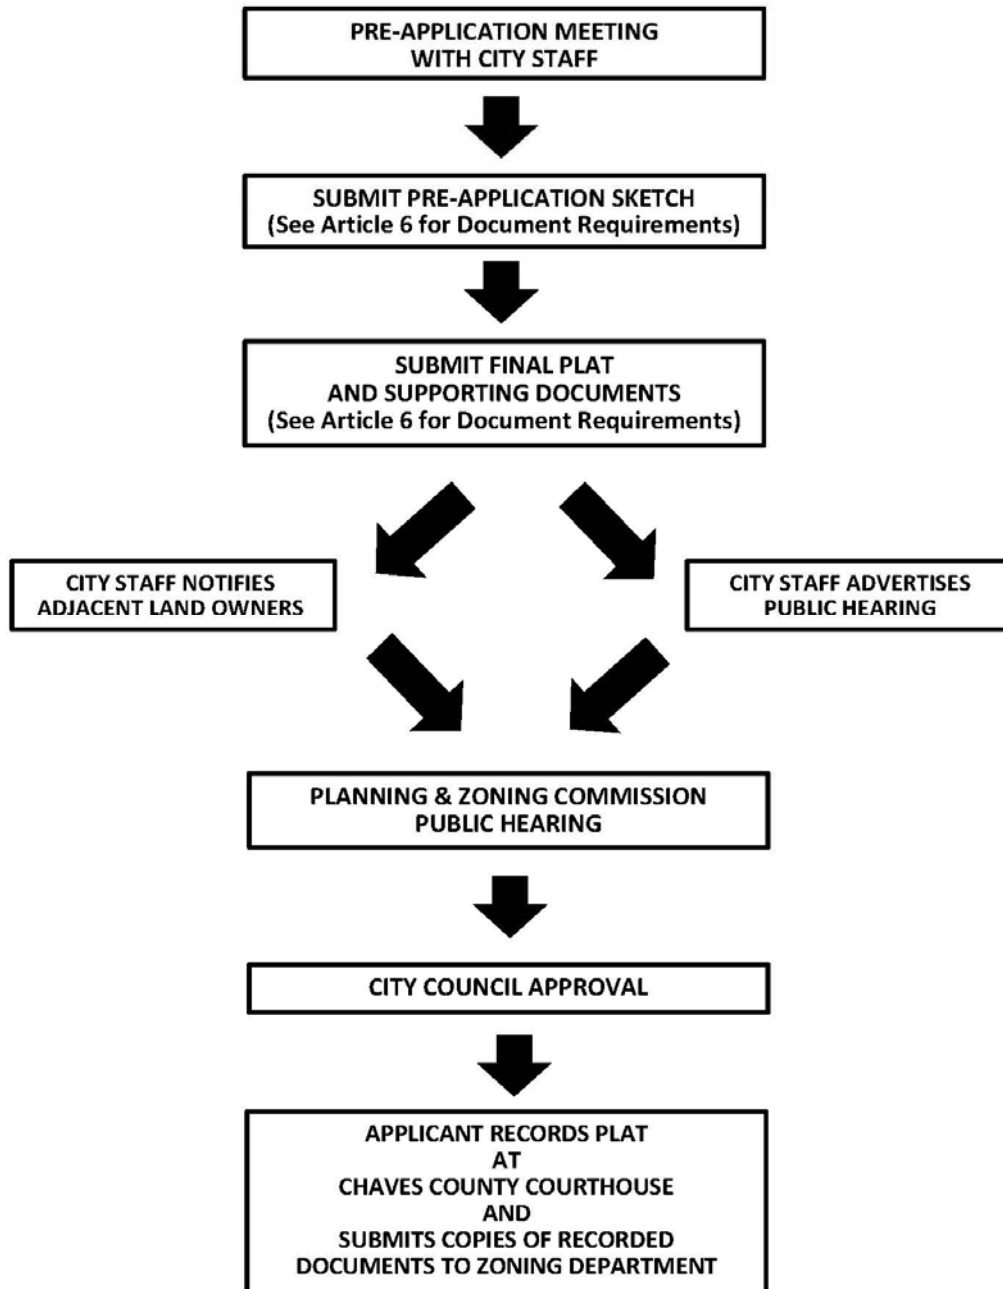 PRE-APPLICATION MEETING
WITH CITY STAFF
SUBMIT PRE-APPLICATION SKETCH
(See Article 6 for Document Requirements)
SUBMIT FINAL PLAT
AND SUPPORTING DOCUMENTS
(See Article 6 for Document Requirements)
CITY STAFF NOTIFIES
ADJACENT LAND OWNERS
CITY STAFF ADVERTISES
PUBLIC HEARING
PLANNING & ZONING COMMISSION
PUBLIC HEARING
CITY COUNCIL APPROVAL
APPLICANT RECORDS PLAT
AT
CHAVES COUNTY COURTHOUSE
AND
SUBMITS COPIES OF RECORDED
DOCUMENTS TO ZONING DEPARTMENT